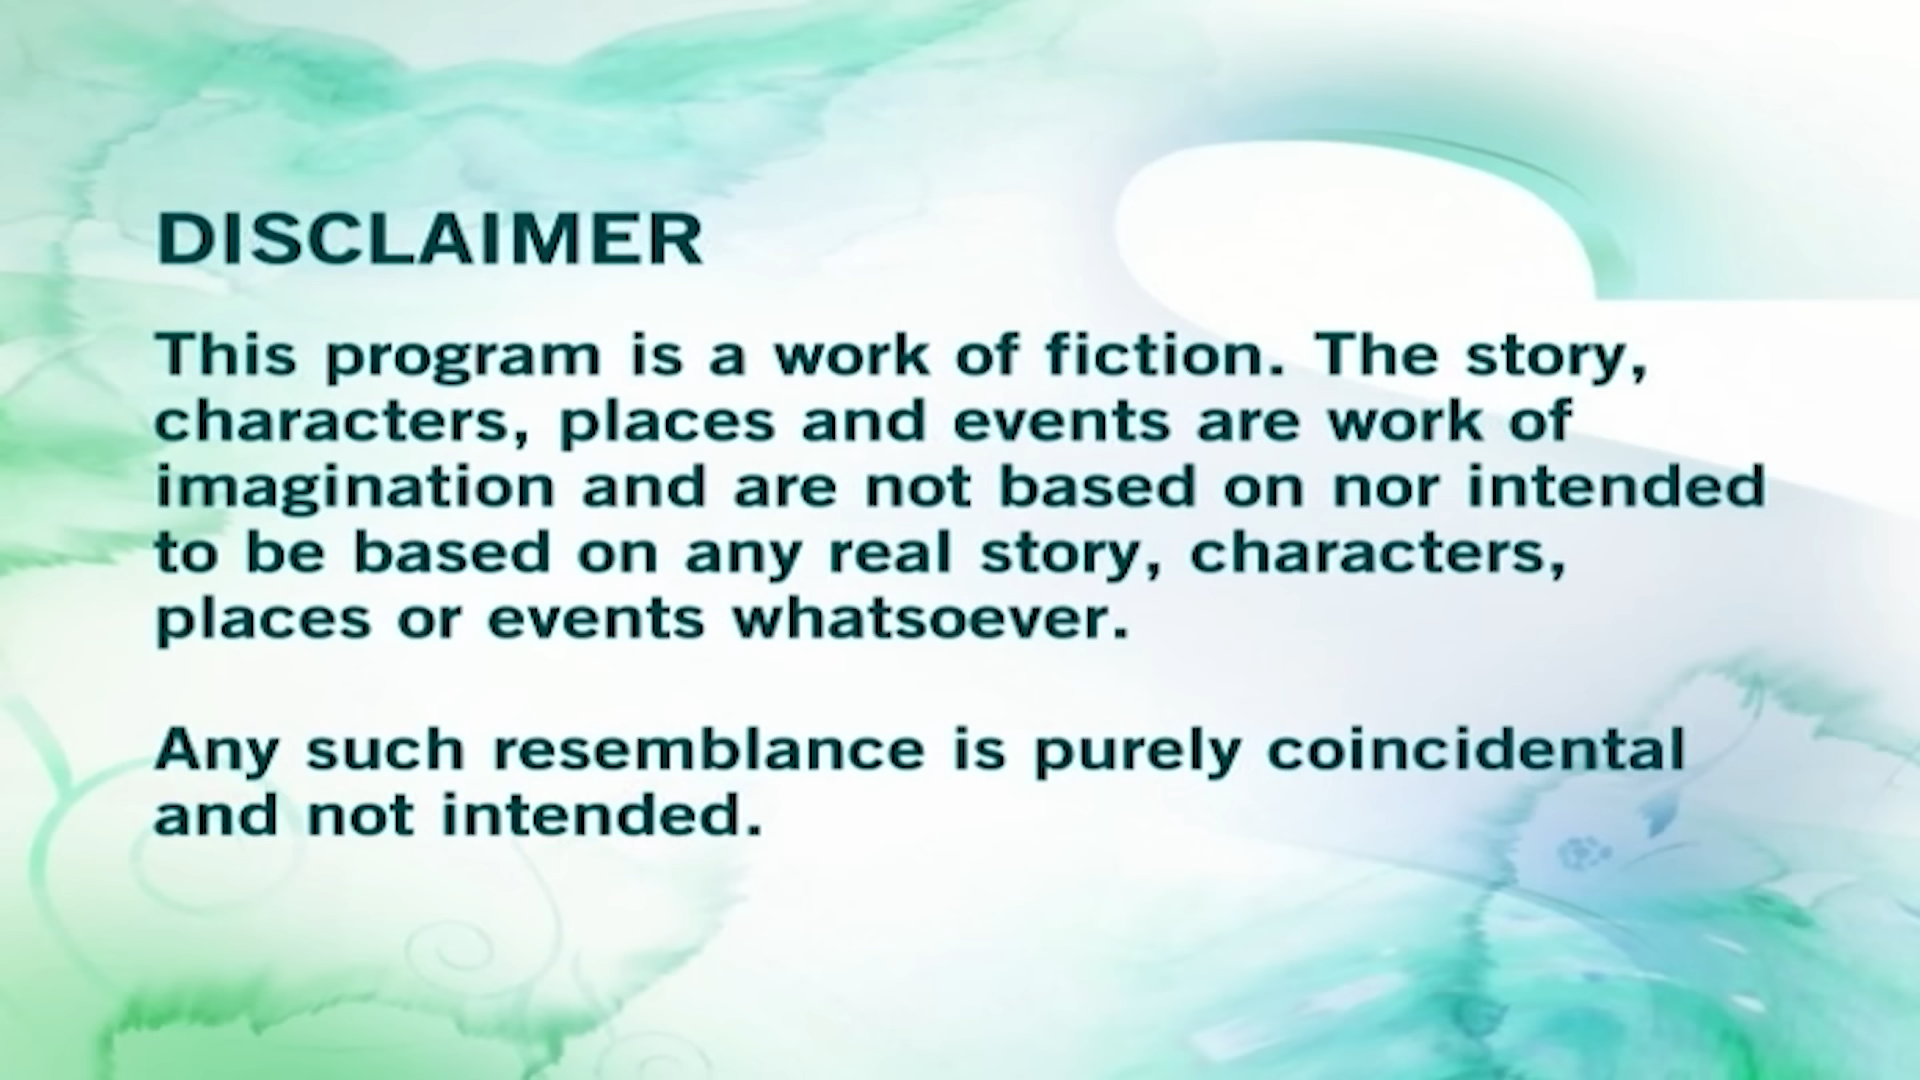 DISCLAIMER
This program is a work of fiction. The story,
characters, places and events are work of
imagination and are not based on nor intended
to be based on any real story, characters,
places or events whatsoever.
Any such resemblance is purely coincidental
and not intended.